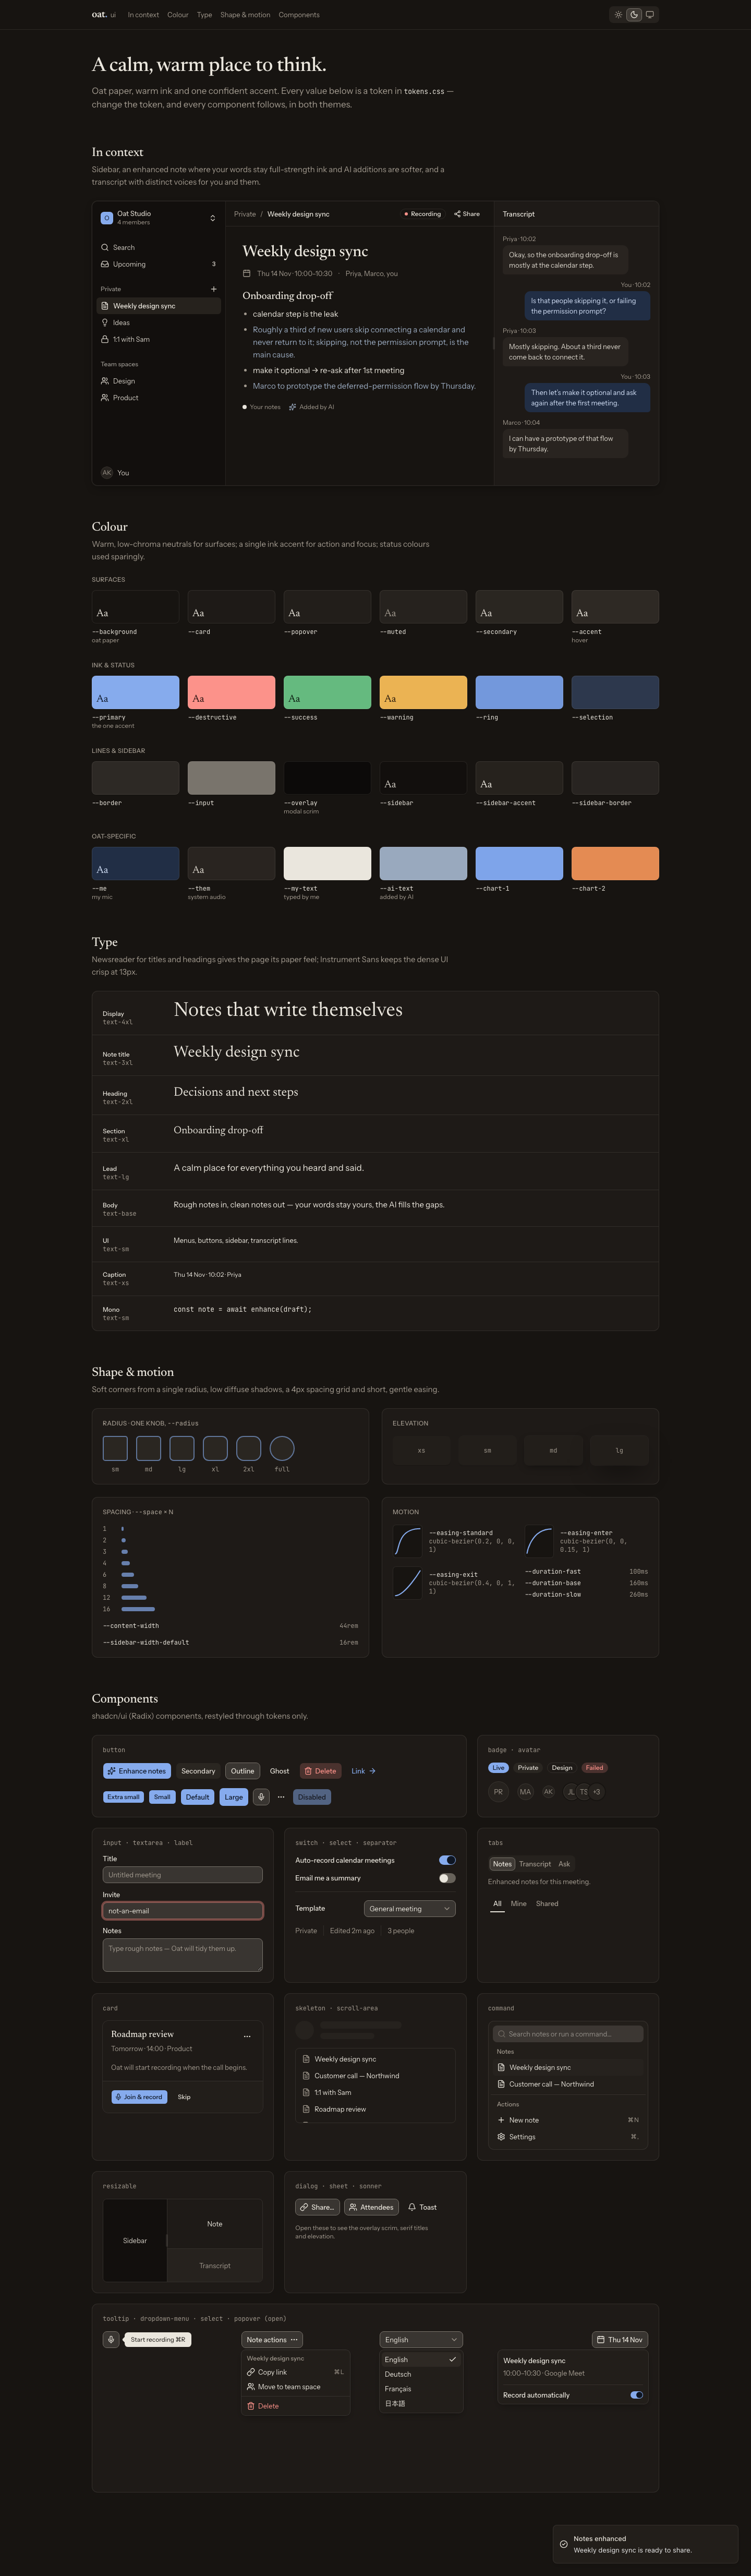 oat. ui In context Colour Type Shape & motion Components
A calm, warm place to think.
Oat paper, warm ink and one confident accent. Every value below is a token in tokens.css —
change the token, and every component follows, in both themes.
In context
Sidebar, an enhanced note where your words stay full-strength ink and AI additions are softer, and a
transcript with distinct voices for you and them.
O
Oat Studio
4 members
Search
Upcoming 3
Private
Weekly design sync
Ideas
1:1 with Sam
Team spaces
Design
Product
AK You
Private / Weekly design sync
Recording
Share
Weekly design sync
Thu 14 Nov · 10:00–10:30 · Priya, Marco, you
Onboarding drop-off
calendar step is the leak
Roughly a third of new users skip connecting a calendar and
never return to it; skipping, not the permission prompt, is the
main cause.
make it optional → re-ask after 1st meeting
Marco to prototype the deferred-permission flow by Thursday.
Your notes
Added by AI
Transcript
Priya · 10:02
Okay, so the onboarding drop-off is
mostly at the calendar step.
You · 10:02
Is that people skipping it, or failing
the permission prompt?
Priya · 10:03
Mostly skipping. About a third never
come back to connect it.
You · 10:03
Then let's make it optional and ask
again after the first meeting.
Marco · 10:04
I can have a prototype of that flow
by Thursday.
Colour
Warm, low-chroma neutrals for surfaces; a single ink accent for action and focus; status colours
used sparingly.
SURFACES
Aa Aa Aa Aa Aa Aa
--background --card --popover --muted --secondary --accent
oat paper hover
INK & STATUS
Aa Aa Aa Aa
--primary --destructive --success --warning --ring --selection
the one accent
LINES & SIDEBAR
Aa Aa
--border --input --overlay --sidebar --sidebar-accent --sidebar-border
modal scrim
OAT-SPECIFIC
Aa Aa
--me --them --my-text --ai-text --chart-1 --chart-2
my mic system audio typed by me added by AI
Type
Newsreader for titles and headings gives the page its paper feel; Instrument Sans keeps the dense UI
crisp at 13px.
Display
text-4xl
Notes that write themselves
Note title
text-3xl
Weekly design sync
Heading
text-2xl
Decisions and next steps
Section
text-xl
Onboarding drop-off
Lead
text-lg
A calm place for everything you heard and said.
Body
text-base
Rough notes in, clean notes out — your words stay yours, the AI fills the gaps.
UI
text-sm
Menus, buttons, sidebar, transcript lines.
Caption
text-xs
Thu 14 Nov · 10:02 · Priya
Mono
text-sm
const note = await enhance(draft);
Shape & motion
Soft corners from a single radius, low diffuse shadows, a 4px spacing grid and short, gentle easing.
RADIUS · ONE KNOB, --radius
sm md lg xl 2xl full
ELEVATION
xs sm md lg
SPACING · --space × N
1
2
3
4
6
8
12
16
--content-width 44rem
--sidebar-width-default 16rem
MOTION
--easing-standard
cubic-bezier(0.2, 0, 0,
1)
--easing-enter
cubic-bezier(0, 0,
0.15, 1)
--easing-exit
cubic-bezier(0.4, 0, 1,
1)
--duration-fast 100ms
--duration-base 160ms
--duration-slow 260ms
Components
shadcn/ui (Radix) components, restyled through tokens only.
button
Enhance notes Secondary Outline Ghost Delete Link
Extra small Small Default Large Disabled
badge · avatar
Live Private Design Failed
PR MA AK JL TS +3
input · textarea · label
Title
Untitled meeting
Invite
not-an-email
Notes
Type rough notes — Oat will tidy them up.
switch · select · separator
Auto-record calendar meetings
Email me a summary
Template General meeting
Private Edited 2m ago 3 people
tabs
Notes Transcript Ask
Enhanced notes for this meeting.
All Mine Shared
card
Roadmap review
Tomorrow · 14:00 · Product
Oat will start recording when the call begins.
Join & record Skip
skeleton · scroll-area
Weekly design sync
Customer call — Northwind
1:1 with Sam
Roadmap review
command
Search notes or run a command...
Notes
Weekly design sync
Customer call — Northwind
Actions
New note ⌘N
Settings ⌘,
resizable
Sidebar
Note
Transcript
dialog · sheet · sonner
Share… Attendees Toast
Open these to see the overlay scrim, serif titles
and elevation.
tooltip · dropdown-menu · select · popover (open)
Start recording ⌘R
Note actions
Weekly design sync
Copy link ⌘L
Move to team space
Delete
English
English
Deutsch
Français
日本語
Thu 14 Nov
Weekly design sync
10:00–10:30 · Google Meet
Record automatically
Notes enhanced
Weekly design sync is ready to share.